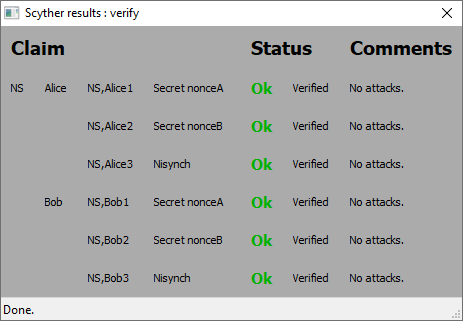 Scyther results : verify
Claim Status Comments
NS Alice NS,Alice1 Secret nonceA Ok Verified No attacks.
NS,Alice2 Secret nonceB Ok Verified No attacks.
NS,Alice3 Nisynch Ok Verified No attacks.
Bob NS,Bob1 Secret nonceA Ok Verified No attacks.
NS,Bob2 Secret nonceB Ok Verified No attacks.
NS,Bob3 Nisynch Ok Verified No attacks.
Done.